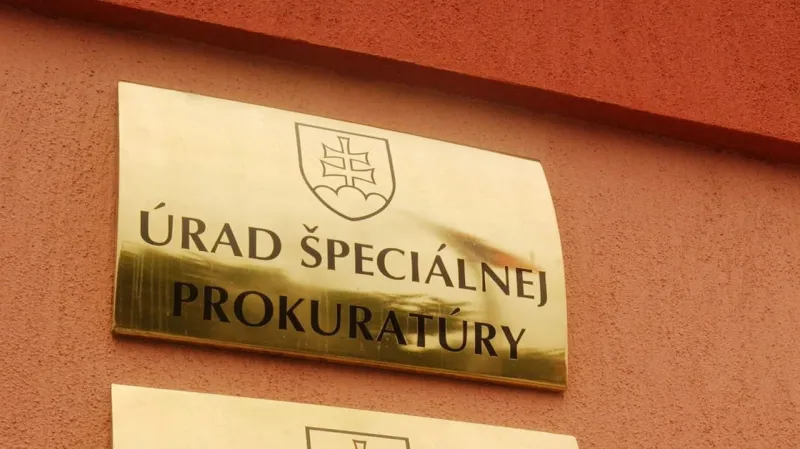 ÚRAD ŠPECIÁLNEJ
PROKURATÚRY